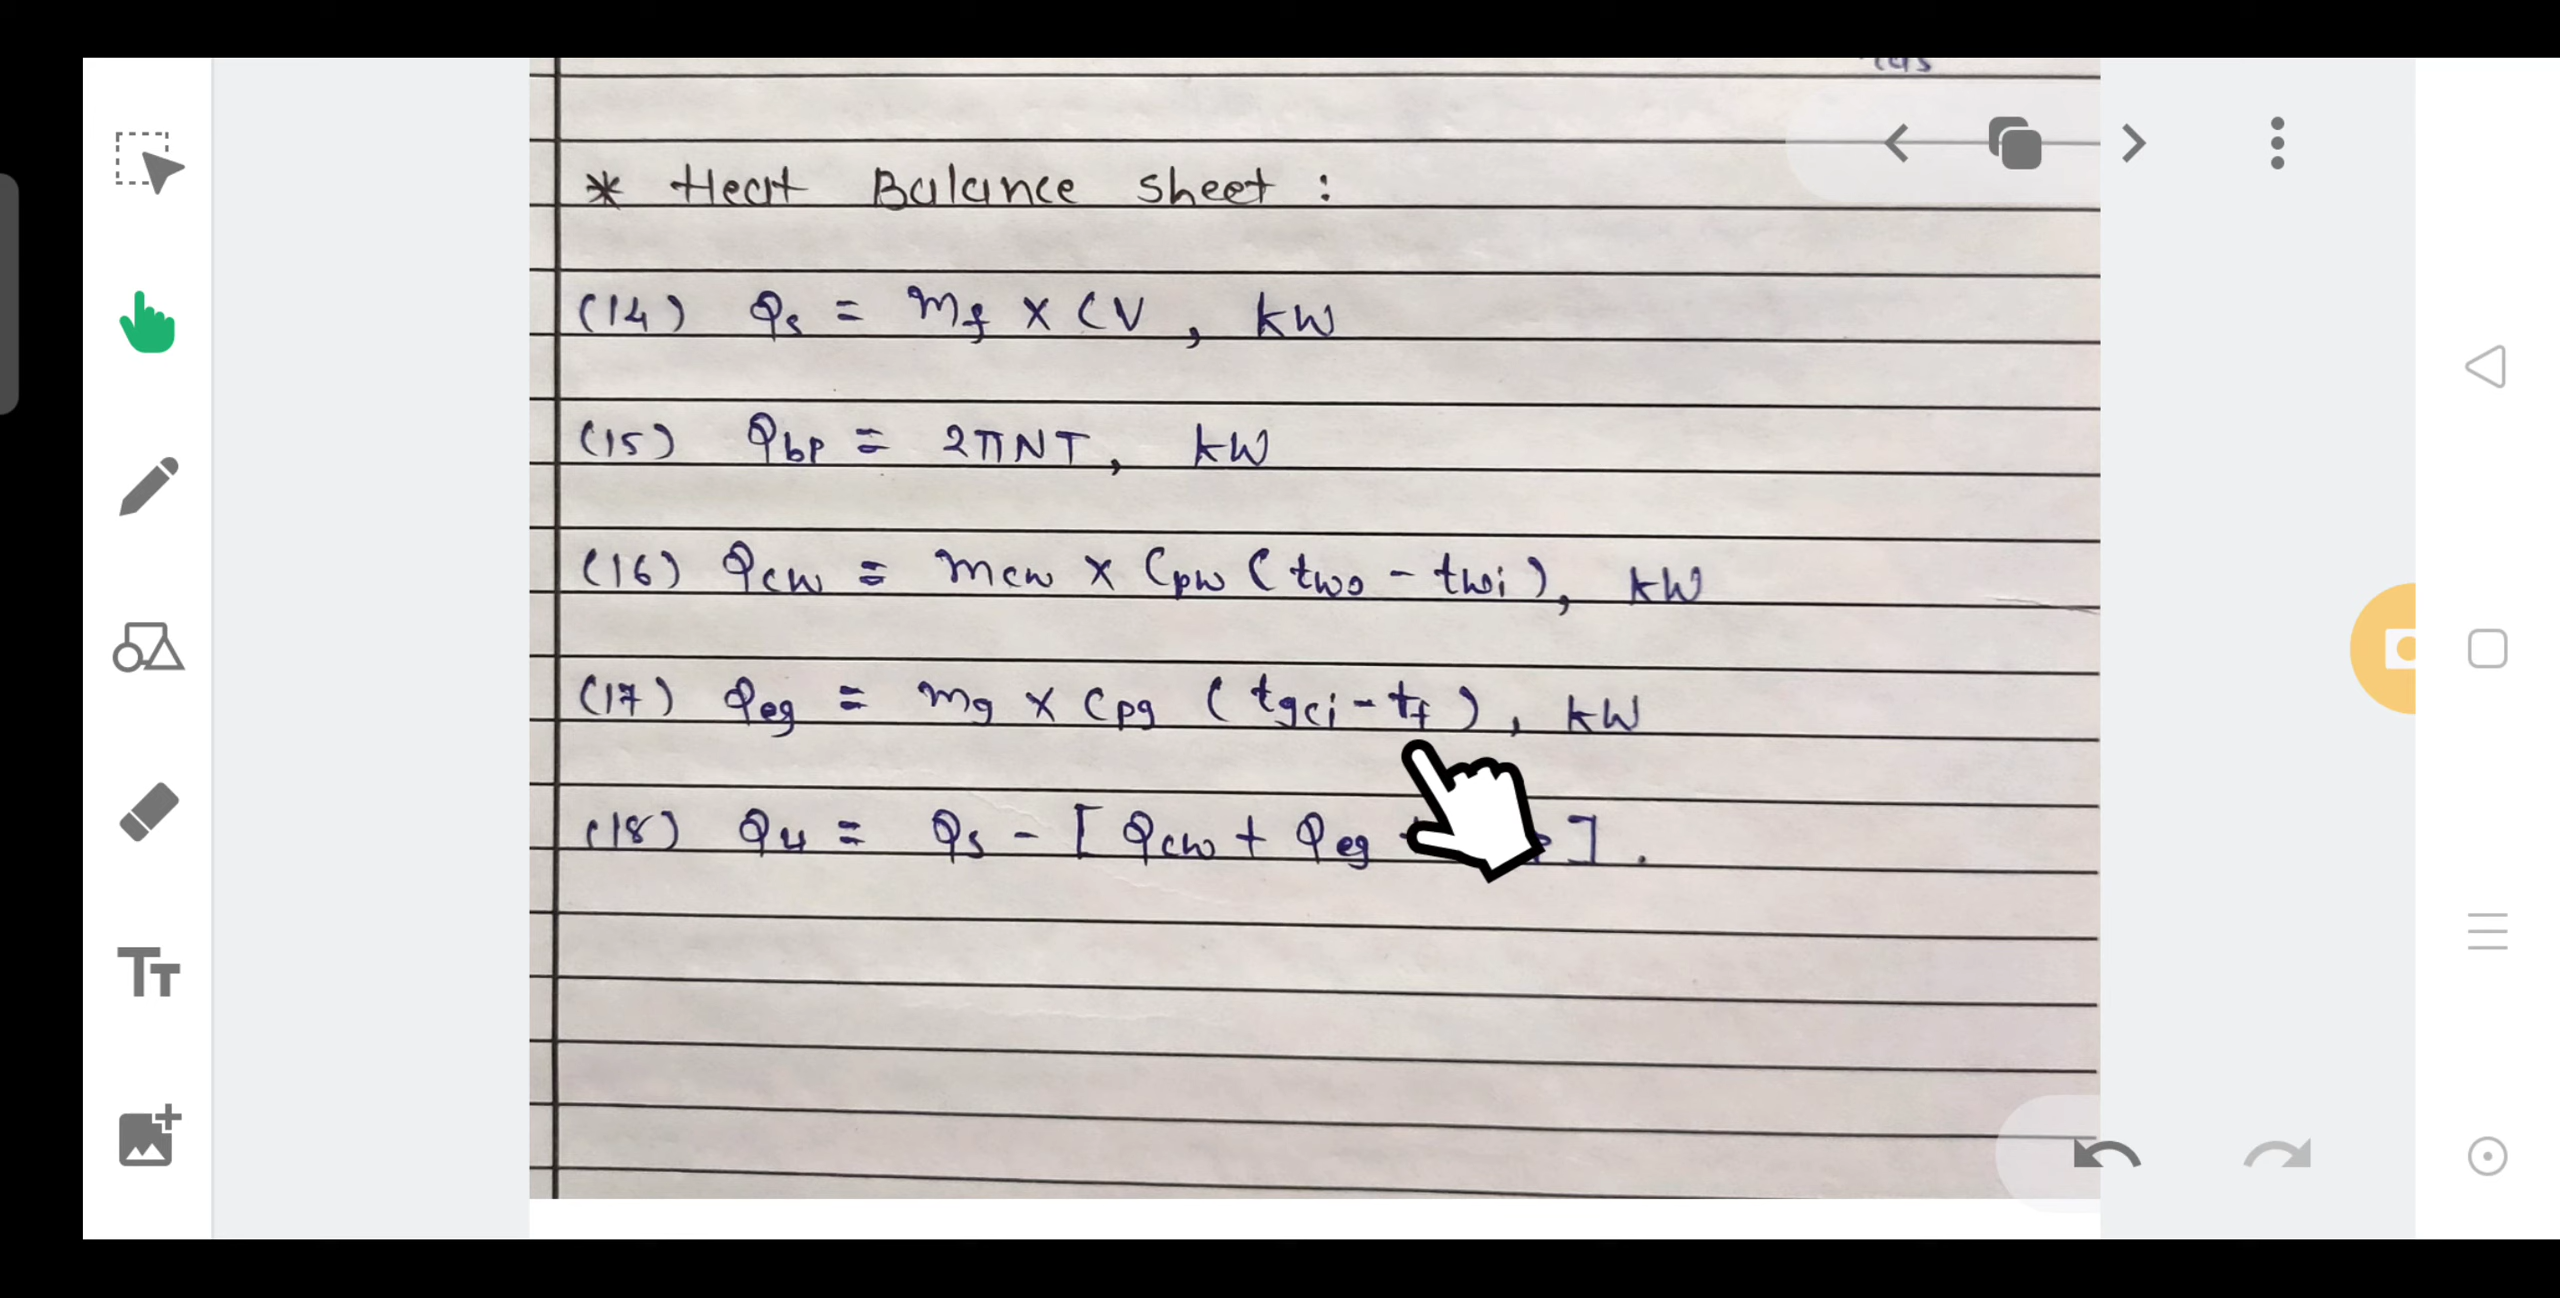 * Heat Balance sheet :
(14) Qs = mf × CV , kW
(15) Qbp = 2πNT, kW
(16) Qcw = mcw × Cpw (two - twi), kW
(17) Qeg = mg × Cpg (tgci - tf), kW
(18) Qu = Qs - [ Qcw + Qeg ] .
TT